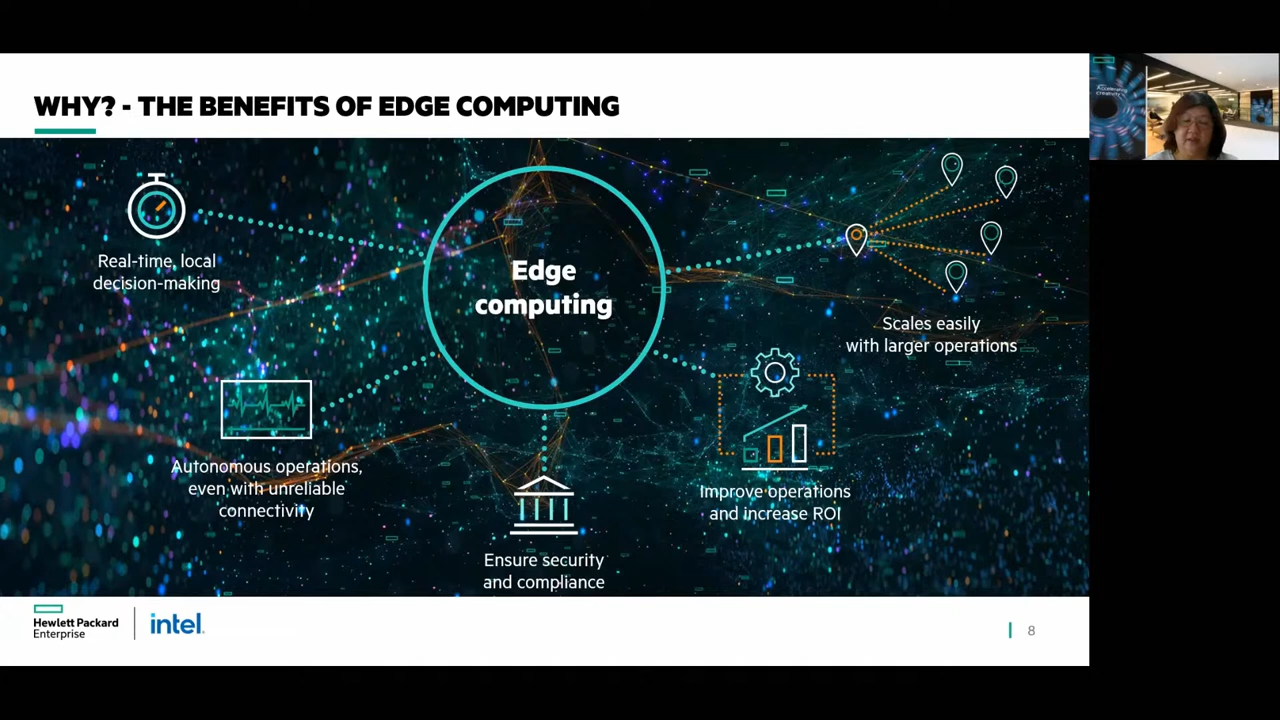 WHY? - THE BENEFITS OF EDGE COMPUTING
Real-time, local
decision-making
Edge
computing
Scales easily
with larger operations
Autonomous operations,
even with unreliable
connectivity
Improve operations
and increase ROI
Ensure security
and compliance
Hewlett Packard
Enterprise
intel.
8